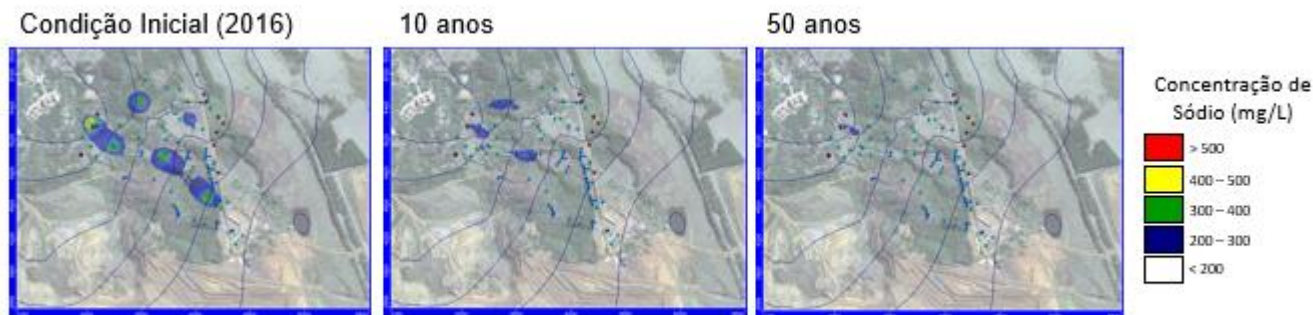 Condição Inicial (2016)
10 anos
50 anos
Concentração de
Sódio (mg/L)
> 500
400 – 500
300 – 400
200 – 300
< 200